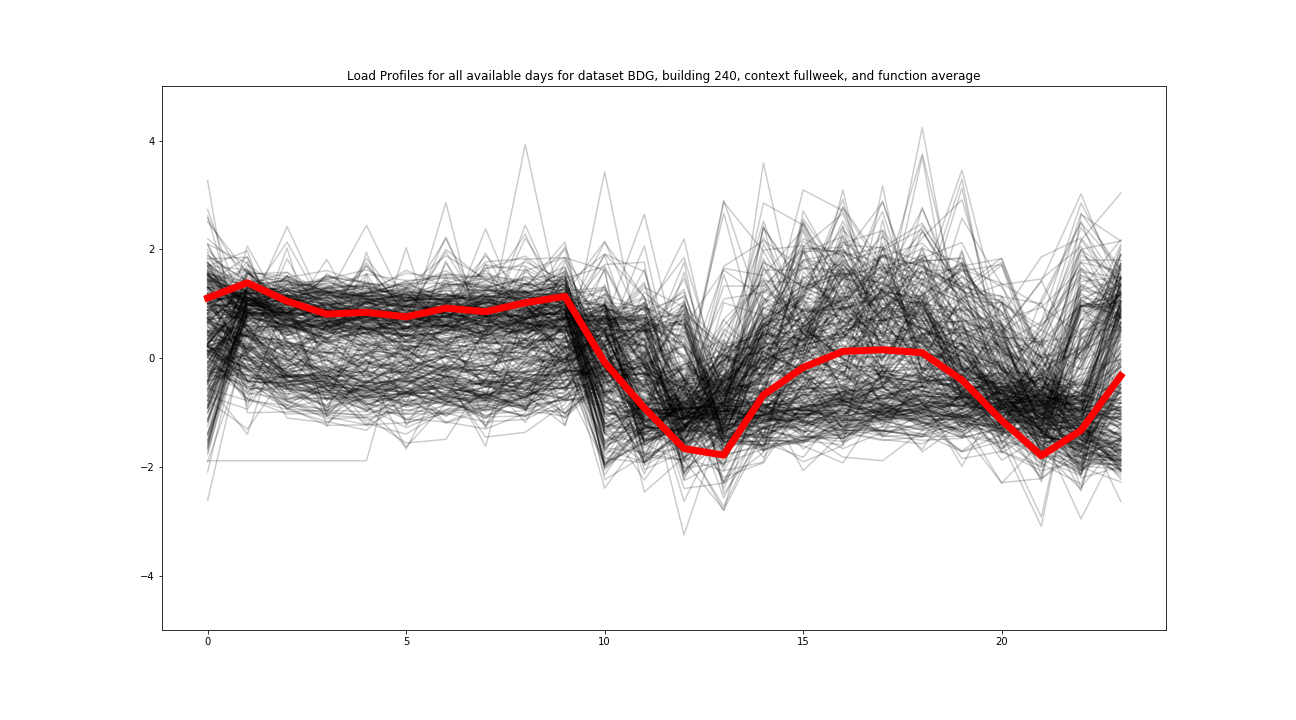 Load Profiles for all available days for dataset BDG, building 240, context fullweek, and function average
4
2
0
−2
−4
0 5 10 15 20